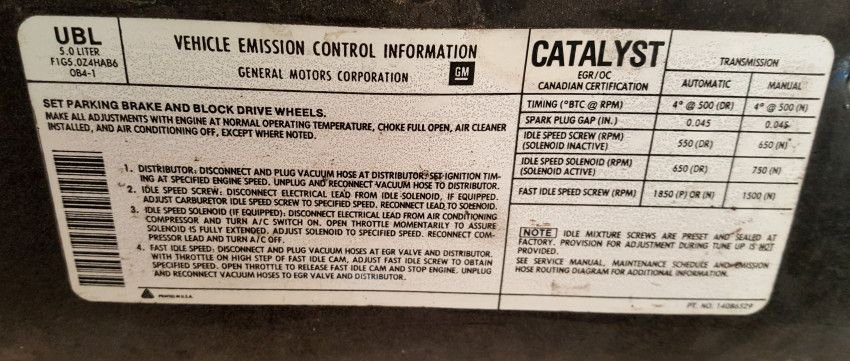 UBL
5.0 LITER
F1G5.0Z4HAB6
OB4-1
VEHICLE EMISSION CONTROL INFORMATION
GENERAL MOTORS CORPORATION GM
SET PARKING BRAKE AND BLOCK DRIVE WHEELS.
MAKE ALL ADJUSTMENTS WITH ENGINE AT NORMAL OPERATING TEMPERATURE, CHOKE FULL OPEN, AIR CLEANER
INSTALLED, AND AIR CONDITIONING OFF, EXCEPT WHERE NOTED.
1. DISTRIBUTOR: DISCONNECT AND PLUG VACUUM HOSE AT DISTRIBUTOR. SET IGNITION TIM-
ING AT SPECIFIED ENGINE SPEED. UNPLUG AND RECONNECT VACUUM HOSE TO DISTRIBUTOR.
2. IDLE SPEED SCREW: DISCONNECT ELECTRICAL LEAD FROM IDLE SOLENOID, IF EQUIPPED.
ADJUST CARBURETOR IDLE SPEED SCREW TO SPECIFIED SPEED. RECONNECT LEAD TO SOLENOID.
3. IDLE SPEED SOLENOID (IF EQUIPPED): DISCONNECT ELECTRICAL LEAD FROM AIR CONDITIONING
COMPRESSOR AND TURN A/C SWITCH ON. OPEN THROTTLE MOMENTARILY TO ASSURE
SOLENOID IS FULLY EXTENDED. ADJUST SOLENOID TO SPECIFIED SPEED. RECONNECT COM-
PRESSOR LEAD AND TURN A/C OFF.
4. FAST IDLE SPEED: DISCONNECT AND PLUG VACUUM HOSES AT EGR VALVE AND DISTRIBUTOR.
WITH THROTTLE ON HIGH STEP OF FAST IDLE CAM, ADJUST FAST IDLE SCREW TO OBTAIN
SPECIFIED SPEED. OPEN THROTTLE TO RELEASE FAST IDLE CAM AND STOP ENGINE. UNPLUG
AND RECONNECT VACUUM HOSES TO EGR VALVE AND DISTRIBUTOR.
PRINTED IN U.S.A.
CATALYST
EGR/OC
CANADIAN CERTIFICATION
TRANSMISSION
AUTOMATIC MANUAL
TIMING (°BTC @ RPM) 4° @ 500 (DR) 4° @ 500 (N)
SPARK PLUG GAP (IN.) 0.045 0.045
IDLE SPEED SCREW (RPM)
(SOLENOID INACTIVE) 550 (DR) 650 (N)
IDLE SPEED SOLENOID (RPM)
(SOLENOID ACTIVE) 650 (DR) 750 (N)
FAST IDLE SPEED SCREW (RPM) 1850 (P) OR (N) 1500 (N)
NOTE IDLE MIXTURE SCREWS ARE PRESET AND SEALED AT
FACTORY. PROVISION FOR ADJUSTMENT DURING TUNE UP IS NOT
PROVIDED.
SEE SERVICE MANUAL, MAINTENANCE SCHEDULE AND EMISSION
HOSE ROUTING DIAGRAM FOR ADDITIONAL INFORMATION.
PT. NO. 14086529